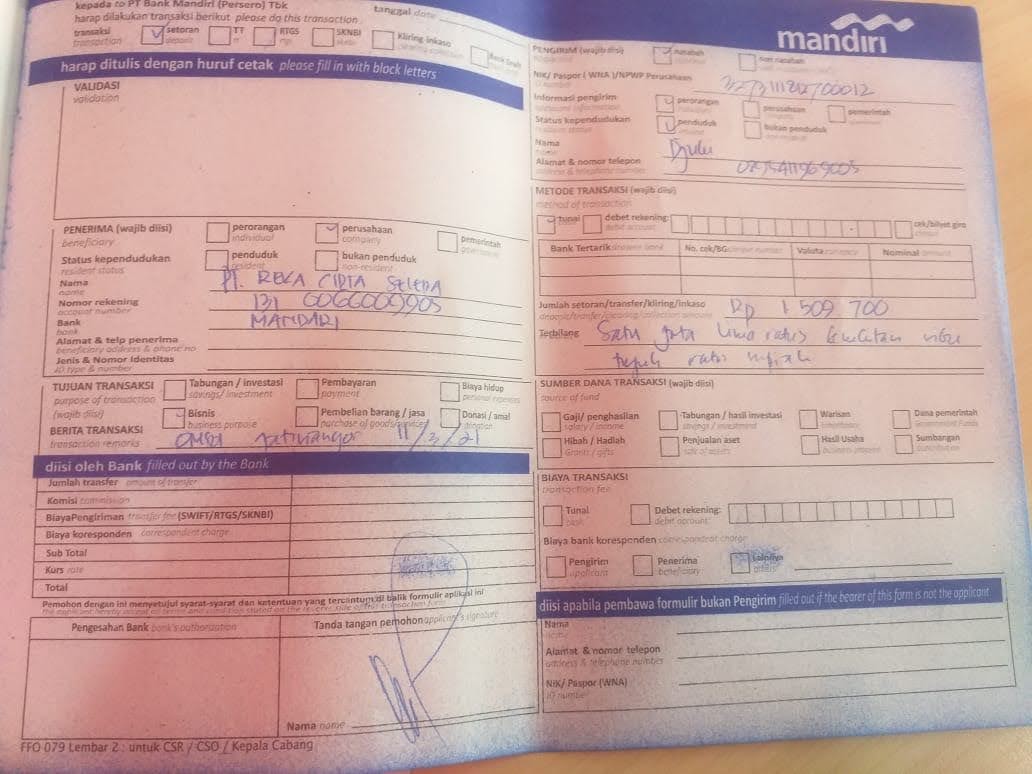 kepada to PT Bank Mandiri (Persero) Tbk
harap dilakukan transaksi berikut please do this transaction
tanggal date
transaksi
transaction
setoran
deposit
TT
RTGS
SKNBI
Kliring-inkaso
harap ditulis dengan huruf cetak please fill in with block letters
VALIDASI
validation
PENERIMA (wajib diisi)
beneficiary
perorangan
individual
perusahaan
company
pemerintah
government
Status kependudukan
resident status
penduduk
resident
bukan penduduk
non-resident
Nama
name
PT. REKA CIPTA SELERA
Nomor rekening
account number
131 0066000905
Bank
bank
MANDARI
Alamat & telp penerima
beneficiary address & phone no
Jenis & Nomor Identitas
ID type & number
TUJUAN TRANSAKSI
purpose of transaction
(wajib diisi)
Tabungan / investasi
savings/ investment
Pembayaran
payment
Biaya hidup
personal expenses
Bisnis
business purpose
Pembelian barang / jasa
purchase of goods/services
Donasi / amal
donation
BERITA TRANSAKSI
transaction remarks
Jatinangor 11/3/21
diisi oleh Bank filled out by the Bank
Jumlah transfer amount of transfer
Komisi commission
BiayaPengiriman transfer fee (SWIFT/RTGS/SKNBI)
Biaya koresponden correspondent charge
Sub Total
Kurs rate
Total
Pemohon dengan ini menyetujui syarat-syarat dan ketentuan yang tercantum di balik formulir aplikasi ini
Pengesahan Bank bank's authorization
Tanda tangan pemohon applicant's signature
Nama name
FFO 079 Lembar 2 : untuk CSR / CSO / Kepala Cabang
mandiri
PENGIRIM (wajib diisi)
nasabah
Non nasabah
NIK/ Paspor ( WNA )/NPWP Perusahaan
Informasi pengirim
perorangan
perusahaan
pemerintah
Status kependudukan
penduduk
bukan penduduk
Nama
Alamat & nomor telepon
address & telephone number
METODE TRANSAKSI (wajib diisi)
method of transaction
tunai
debet rekening:
debit account
cek/bilyet giro
Bank Tertarik drawee bank
No. cek/BG
Valuta currency
Nominal amount
Jumlah setoran/transfer/kliring/inkaso
Rp 1 509 700
Terbilang
Satu juta lima ratus sembilan ribu
tujuh ratus rupiah
SUMBER DANA TRANSAKSI (wajib diisi)
source of fund
Gaji/ penghasilan
salary / income
Tabungan / hasil investasi
savings / investment
Warisan
Dana pemerintah
Government Funds
Hibah / Hadiah
Grants / gifts
Penjualan aset
sale of assets
Hasil Usaha
Sumbangan
BIAYA TRANSAKSI
transaction fee
Tunai
cash
Debet rekening:
debit account:
Biaya bank koresponden correspondent charge
Pengirim
applicant
Penerima
beneficiary
Lainnya
others
diisi apabila pembawa formulir bukan Pengirim filled out if the bearer of this form is not the applicant
Nama
name
Alamat & nomor telepon
address & telephone number
NIK/ Paspor (WNA)
ID number